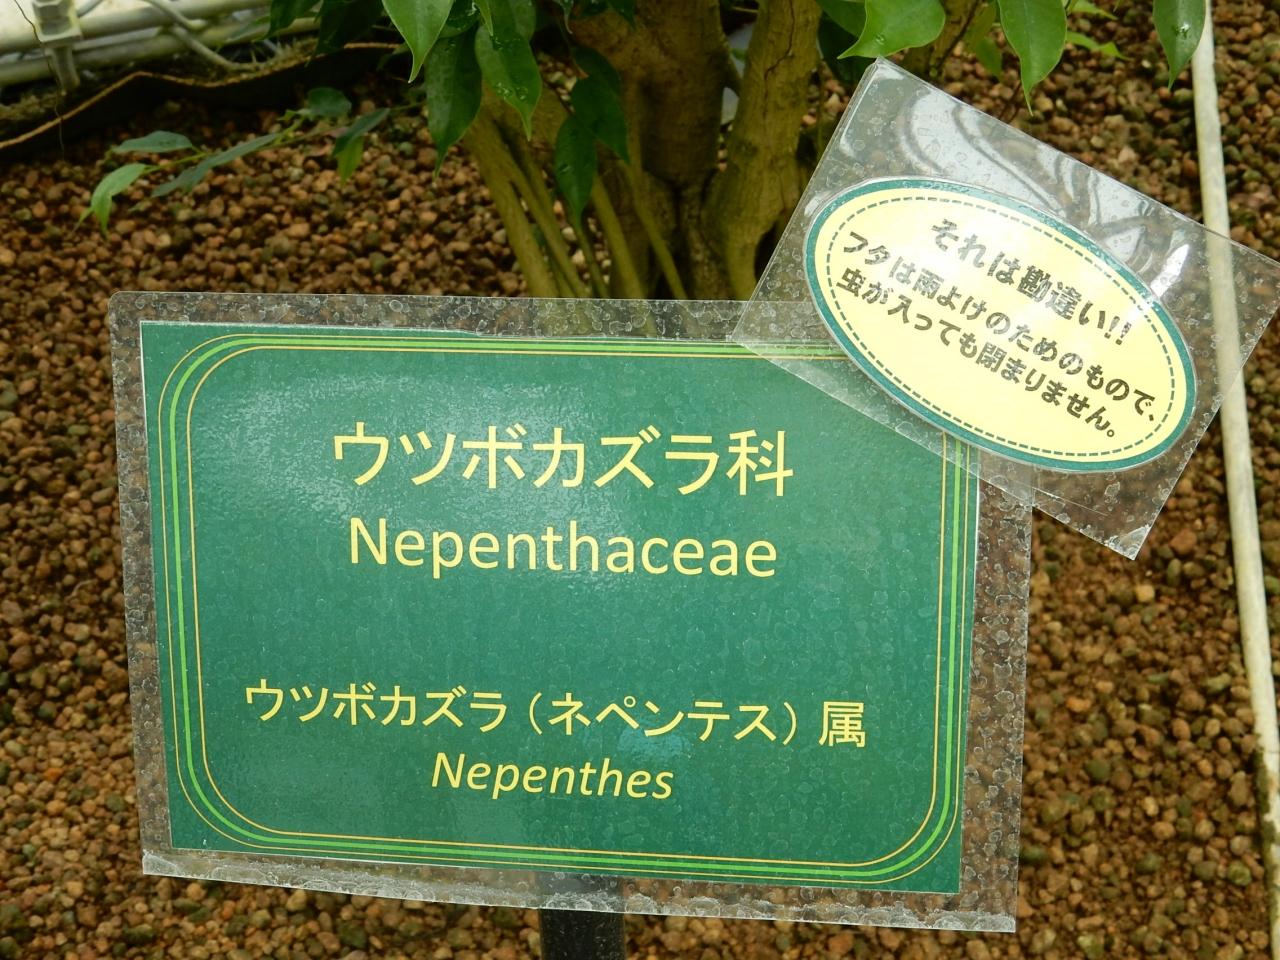 それは勘違い!!
フタは雨よけのためのもので、
虫が入っても閉まりません。
ウツボカズラ科
Nepenthaceae
ウツボカズラ（ネペンテス）属
Nepenthes